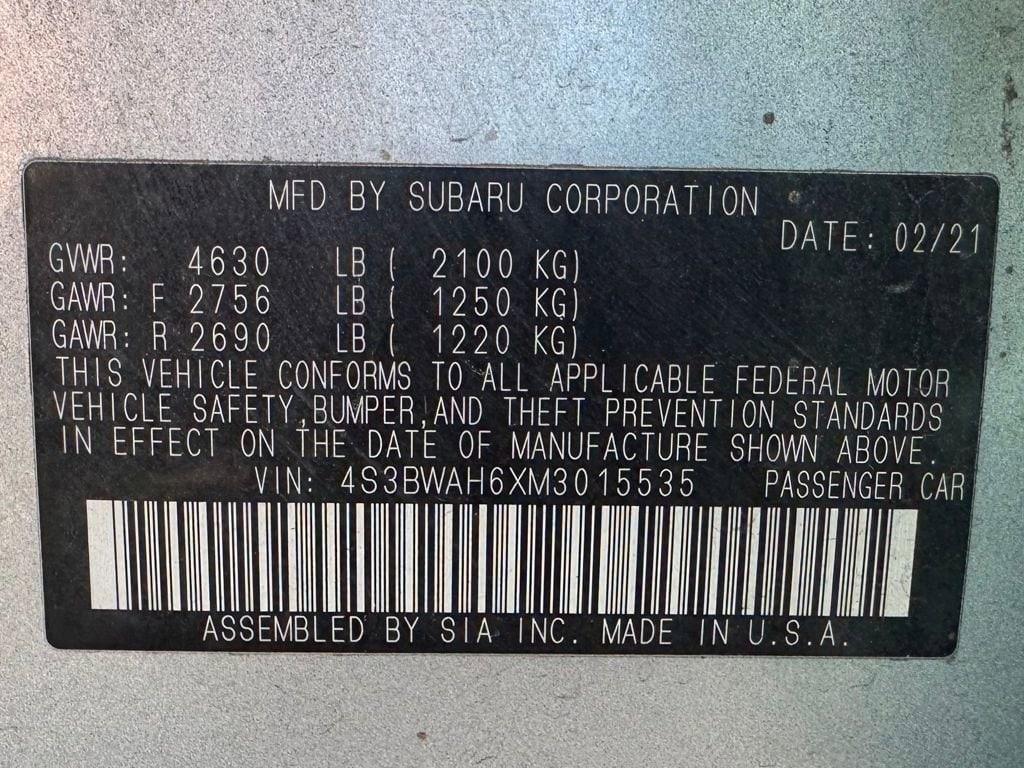 MFD BY SUBARU CORPORATION
DATE: 02/21
GVWR: 4630 LB ( 2100 KG)
GAWR: F 2756 LB ( 1250 KG)
GAWR: R 2690 LB ( 1220 KG)
THIS VEHICLE CONFORMS TO ALL APPLICABLE FEDERAL MOTOR
VEHICLE SAFETY,BUMPER,AND THEFT PREVENTION STANDARDS
IN EFFECT ON THE DATE OF MANUFACTURE SHOWN ABOVE.
VIN: 4S3BWAH6XM3015535 PASSENGER CAR
ASSEMBLED BY SIA INC. MADE IN U.S.A.